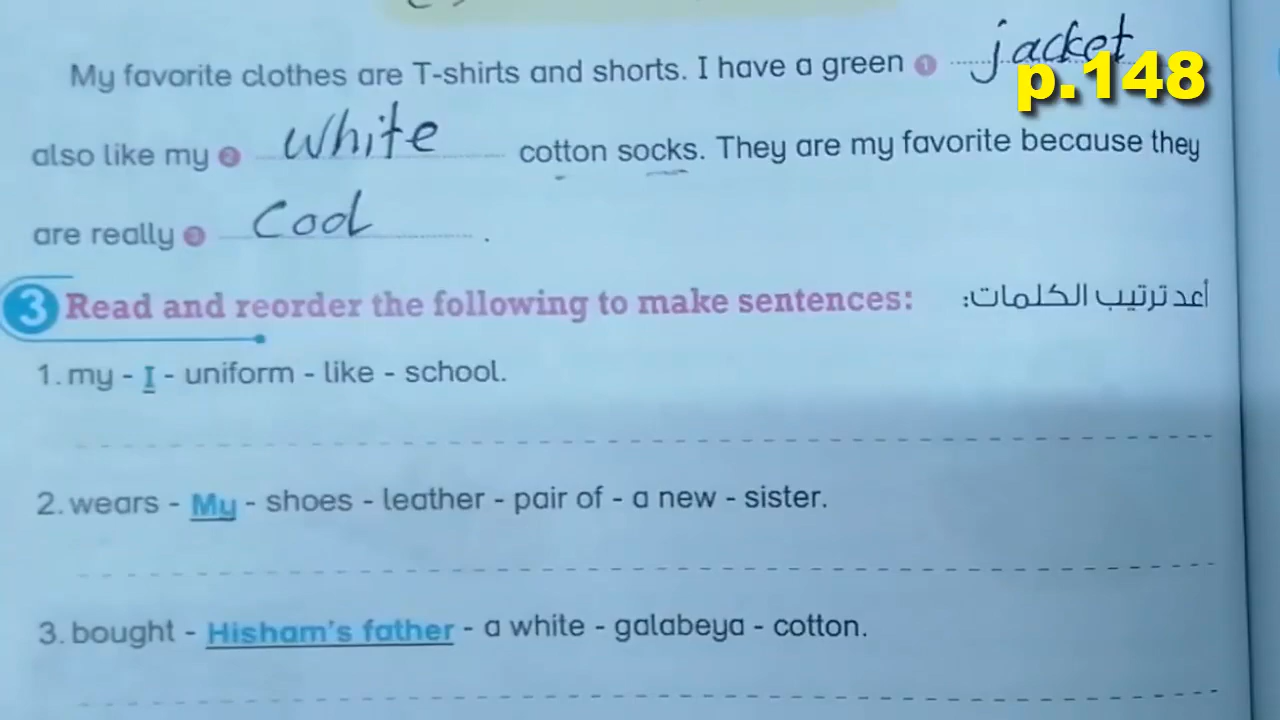 My favorite clothes are T-shirts and shorts. I have a green 1 jacket
p.148
also like my 2 white cotton socks. They are my favorite because they
are really 3 cool .
3 Read and reorder the following to make sentences: أعد ترتيب الكلمات:
1. my - I - uniform - like - school.
2. wears - My - shoes - leather - pair of - a new - sister.
3. bought - Hisham's father - a white - galabeya - cotton.